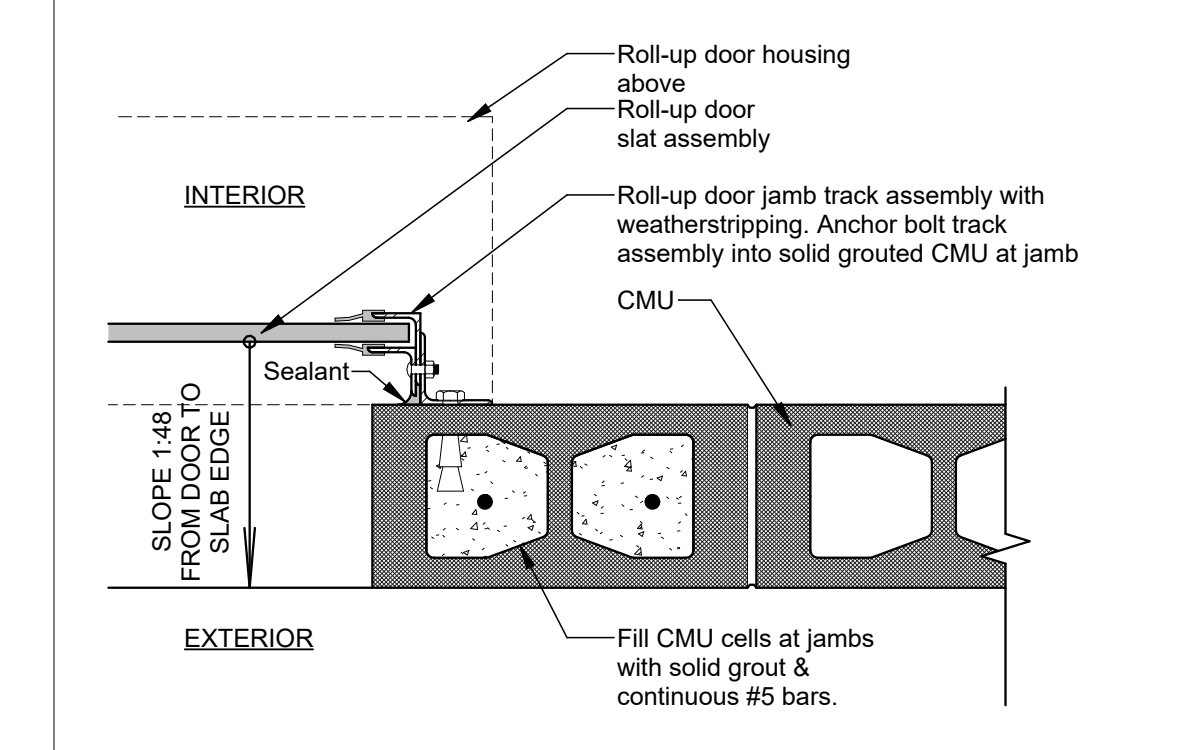 Roll-up door housing
above
Roll-up door
slat assembly
INTERIOR
Roll-up door jamb track assembly with
weatherstripping. Anchor bolt track
assembly into solid grouted CMU at jamb
CMU
Sealant
SLOPE 1:48
FROM DOOR TO
SLAB EDGE
EXTERIOR
Fill CMU cells at jambs
with solid grout &
continuous #5 bars.